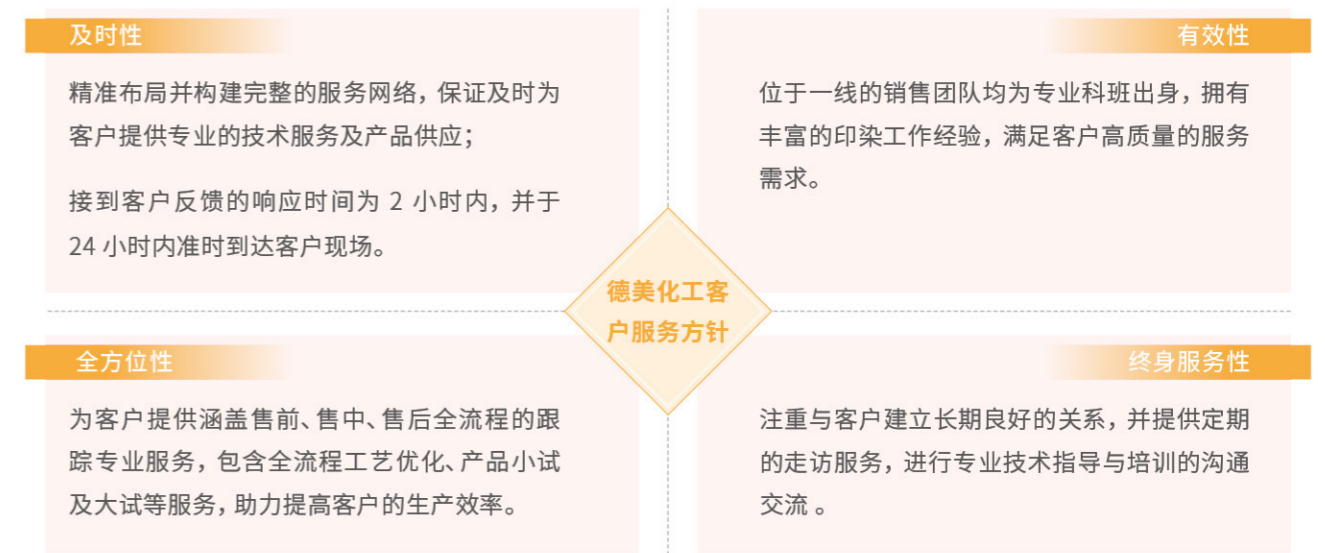 及时性
精准布局并构建完整的服务网络，保证及时为
客户提供专业的技术服务及产品供应；
接到客户反馈的响应时间为 2 小时内，并于
24 小时内准时到达客户现场。
有效性
位于一线的销售团队均为专业科班出身，拥有
丰富的印染工作经验，满足客户高质量的服务
需求。
德美化工客
户服务方针
全方位性
为客户提供涵盖售前、售中、售后全流程的跟
踪专业服务，包含全流程工艺优化、产品小试
及大试等服务，助力提高客户的生产效率。
终身服务性
注重与客户建立长期良好的关系，并提供定期
的走访服务，进行专业技术指导与培训的沟通
交流 。